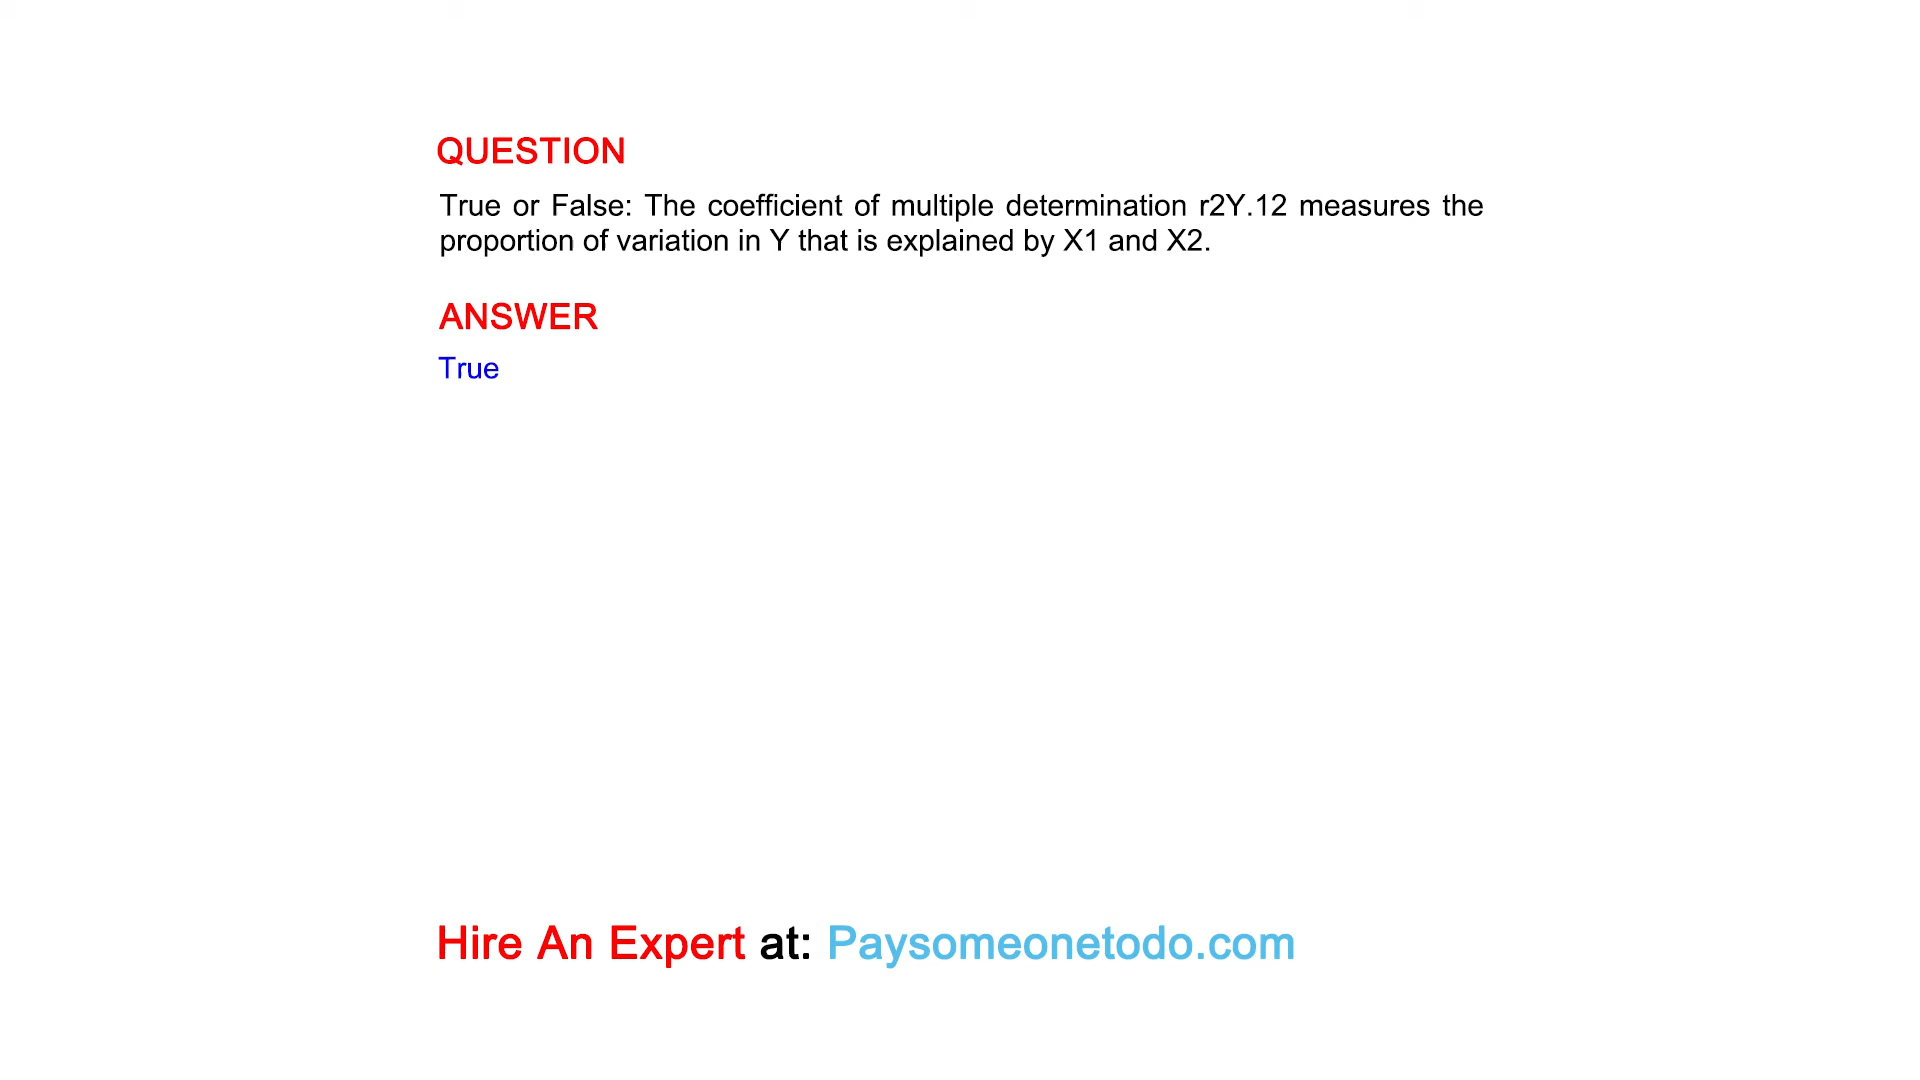 QUESTION
True or False: The coefficient of multiple determination r2Y.12 measures the
proportion of variation in Y that is explained by X1 and X2.
ANSWER
True
Hire An Expert at: Paysomeonetodo.com